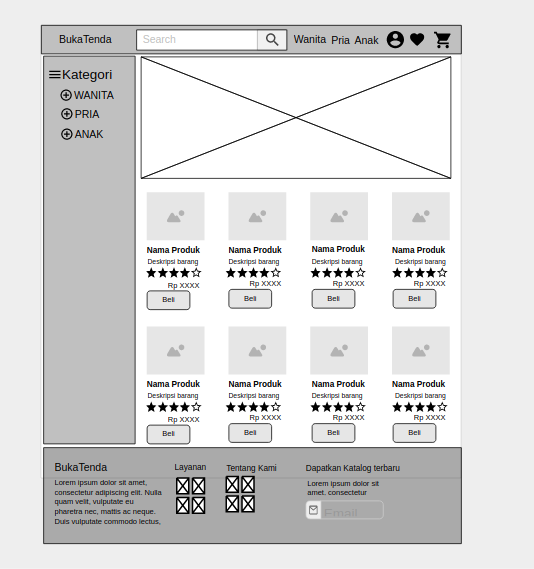 BukaTenda
Search
Wanita
Pria
Anak
Kategori
WANITA
PRIA
ANAK
Nama Produk
Deskripsi barang
Rp XXXX
Beli
Nama Produk
Deskripsi barang
Rp XXXX
Beli
Nama Produk
Deskripsi barang
Rp XXXX
Beli
Nama Produk
Deskripsi barang
Rp XXXX
Beli
Nama Produk
Deskripsi barang
Rp XXXX
Beli
Nama Produk
Deskripsi barang
Rp XXXX
Beli
Nama Produk
Deskripsi barang
Rp XXXX
Beli
Nama Produk
Deskripsi barang
Rp XXXX
Beli
BukaTenda
Lorem ipsum dolor sit amet,
consectetur adipiscing elit. Nulla
quam velit, vulputate eu
pharetra nec, mattis ac neque.
Duis vulputate commodo lectus,
Layanan
Tentang Kami
Dapatkan Katalog terbaru
Lorem ipsum dolor sit
amet, consectetur
Email